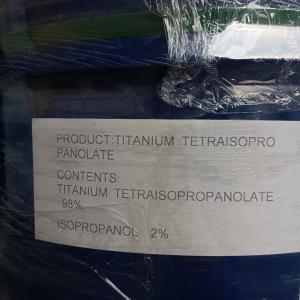 PRODUCT:TITANIUM TETRAISOPRO
PANOLATE
CONTENTS:
TITANIUM TETRAISOPROPANOLATE
98%
ISOPROPANOL 2%